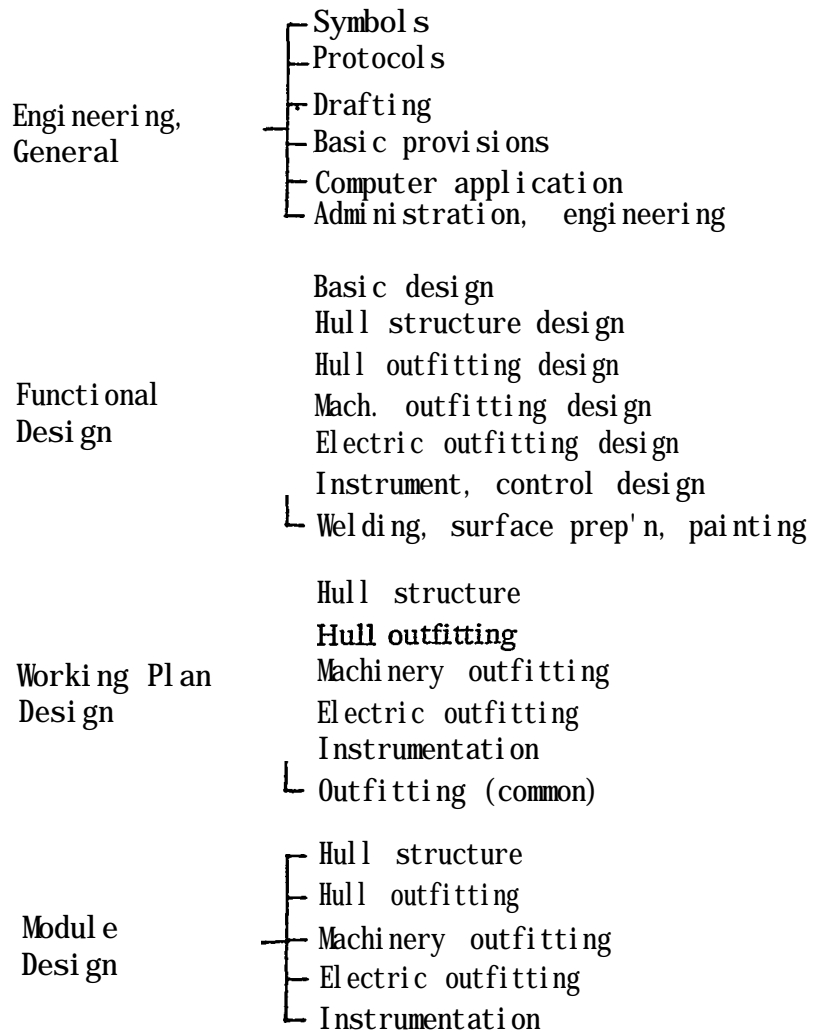 Symbols
Protocols
Engineering,
General
Drafting
Basic provisions
Computer application
Administration, engineering
Basic design
Hull structure design
Hull outfitting design
Functional
Design
Mach. outfitting design
Electric outfitting design
Instrument, control design
Welding, surface prep'n, painting
Hull structure
Hull outfitting
Working Plan
Design
Machinery outfitting
Electric outfitting
Instrumentation
Outfitting (common)
Hull structure
Hull outfitting
Module
Design
Machinery outfitting
Electric outfitting
Instrumentation